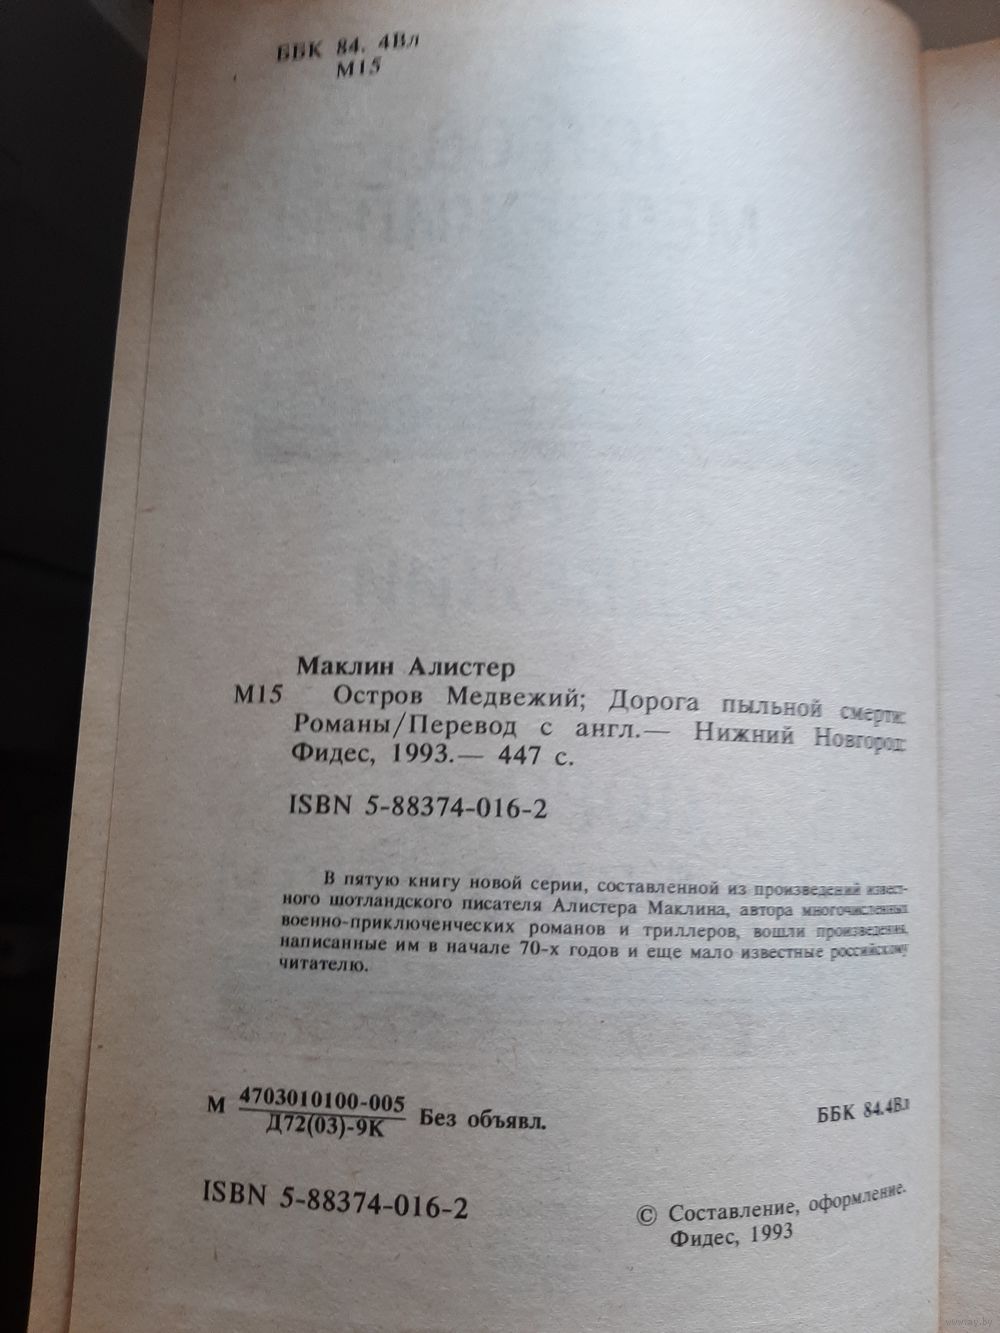 ББК 84. 4Вл
М15
Маклин Алистер
М15 Остров Медвежий; Дорога пыльной смерти:
Романы/Перевод с англ.— Нижний Новгород:
Фидес, 1993.— 447 с.
ISBN 5-88374-016-2
В пятую книгу новой серии, составленной из произведений извест-
ного шотландского писателя Алистера Маклина, автора многочисленных
военно-приключенческих романов и триллеров, вошли произведения,
написанные им в начале 70-х годов и еще мало известные российскому
читателю.
М 4703010100-005 Без объявл.
Д72(03)-9К
ББК 84.4Вл
ISBN 5-88374-016-2
© Составление, оформление.
Фидес, 1993
www.ay.by